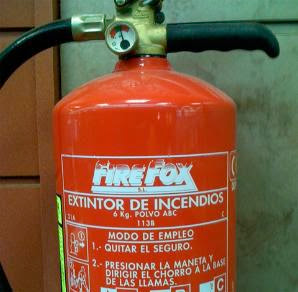 FIRE FOX
S.L.
EXTINTOR DE INCENDIOS
6 Kg. POLVO ABC
21A 113B C
MODO DE EMPLEO
1.- QUITAR EL SEGURO.
2.- PRESIONAR LA MANETA Y
DIRIGIR EL CHORRO A LA BASE
DE LAS LLAMAS.
C